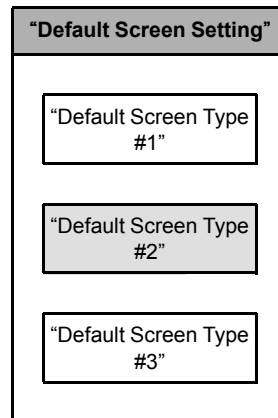 “Default Screen Setting”
“Default Screen Type
#1”
“Default Screen Type
#2”
“Default Screen Type
#3”